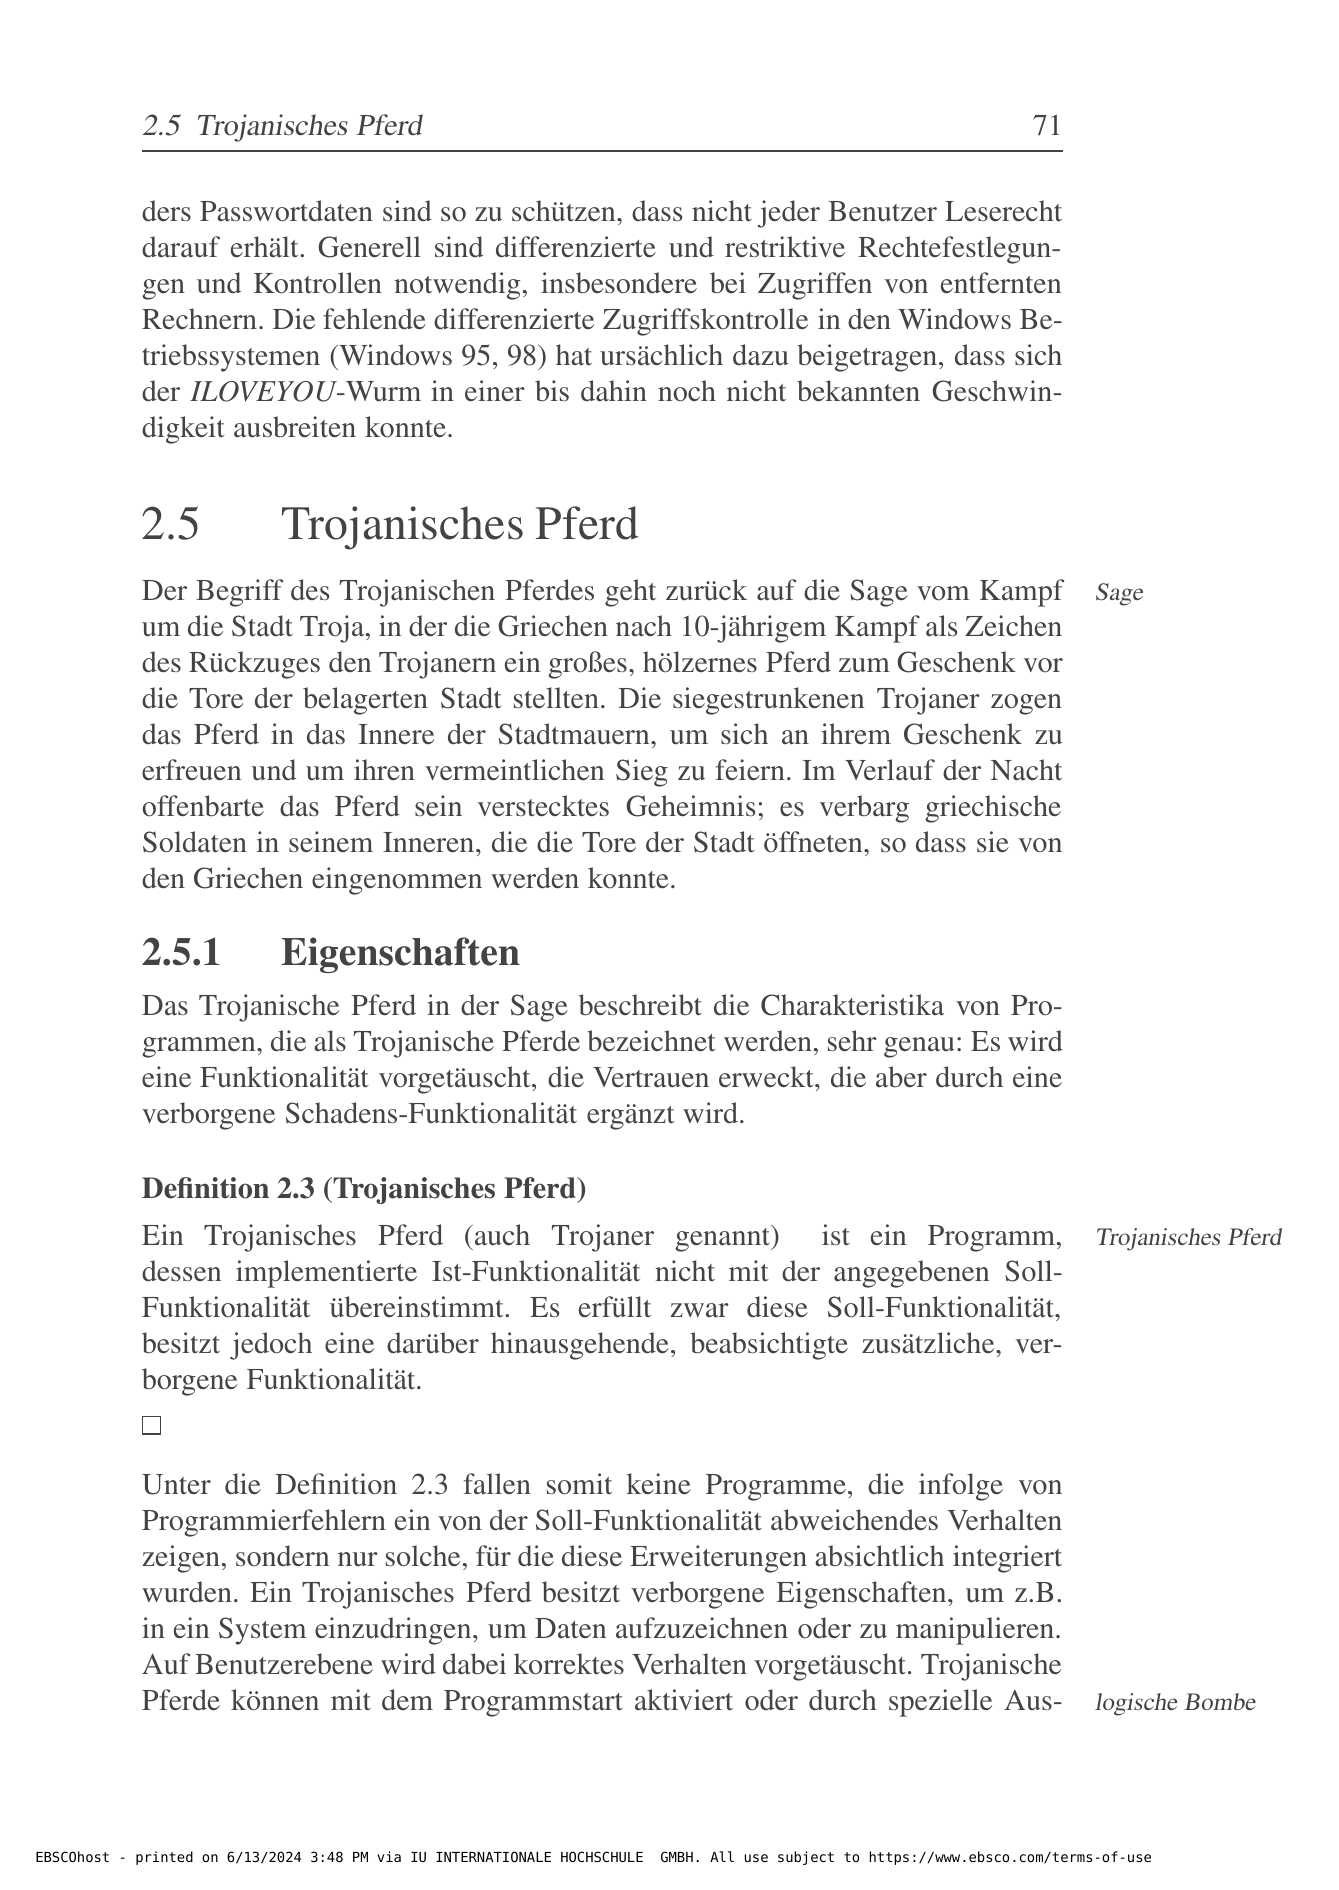 2.5 Trojanisches Pferd 71
ders Passwortdaten sind so zu schützen, dass nicht jeder Benutzer Leserecht
darauf erhält. Generell sind differenzierte und restriktive Rechtefestlegun-
gen und Kontrollen notwendig, insbesondere bei Zugriffen von entfernten
Rechnern. Die fehlende differenzierte Zugriffskontrolle in den Windows Be-
triebssystemen (Windows 95, 98) hat ursächlich dazu beigetragen, dass sich
der ILOVEYOU-Wurm in einer bis dahin noch nicht bekannten Geschwin-
digkeit ausbreiten konnte.
2.5 Trojanisches Pferd
Der Begriff des Trojanischen Pferdes geht zurück auf die Sage vom Kampf Sage
um die Stadt Troja, in der die Griechen nach 10-jährigem Kampf als Zeichen
des Rückzuges den Trojanern ein großes, hölzernes Pferd zum Geschenk vor
die Tore der belagerten Stadt stellten. Die siegestrunkenen Trojaner zogen
das Pferd in das Innere der Stadtmauern, um sich an ihrem Geschenk zu
erfreuen und um ihren vermeintlichen Sieg zu feiern. Im Verlauf der Nacht
offenbarte das Pferd sein verstecktes Geheimnis; es verbarg griechische
Soldaten in seinem Inneren, die die Tore der Stadt öffneten, so dass sie von
den Griechen eingenommen werden konnte.
2.5.1 Eigenschaften
Das Trojanische Pferd in der Sage beschreibt die Charakteristika von Pro-
grammen, die als Trojanische Pferde bezeichnet werden, sehr genau: Es wird
eine Funktionalität vorgetäuscht, die Vertrauen erweckt, die aber durch eine
verborgene Schadens-Funktionalität ergänzt wird.
Definition 2.3 (Trojanisches Pferd)
Ein Trojanisches Pferd (auch Trojaner genannt) ist ein Programm, Trojanisches Pferd
dessen implementierte Ist-Funktionalität nicht mit der angegebenen Soll-
Funktionalität übereinstimmt. Es erfüllt zwar diese Soll-Funktionalität,
besitzt jedoch eine darüber hinausgehende, beabsichtigte zusätzliche, ver-
borgene Funktionalität.
□
Unter die Definition 2.3 fallen somit keine Programme, die infolge von
Programmierfehlern ein von der Soll-Funktionalität abweichendes Verhalten
zeigen, sondern nur solche, für die diese Erweiterungen absichtlich integriert
wurden. Ein Trojanisches Pferd besitzt verborgene Eigenschaften, um z.B.
in ein System einzudringen, um Daten aufzuzeichnen oder zu manipulieren.
Auf Benutzerebene wird dabei korrektes Verhalten vorgetäuscht. Trojanische
Pferde können mit dem Programmstart aktiviert oder durch spezielle Aus- logische Bombe
EBSCOhost - printed on 6/13/2024 3:48 PM via IU INTERNATIONALE HOCHSCHULE GMBH. All use subject to https://www.ebsco.com/terms-of-use